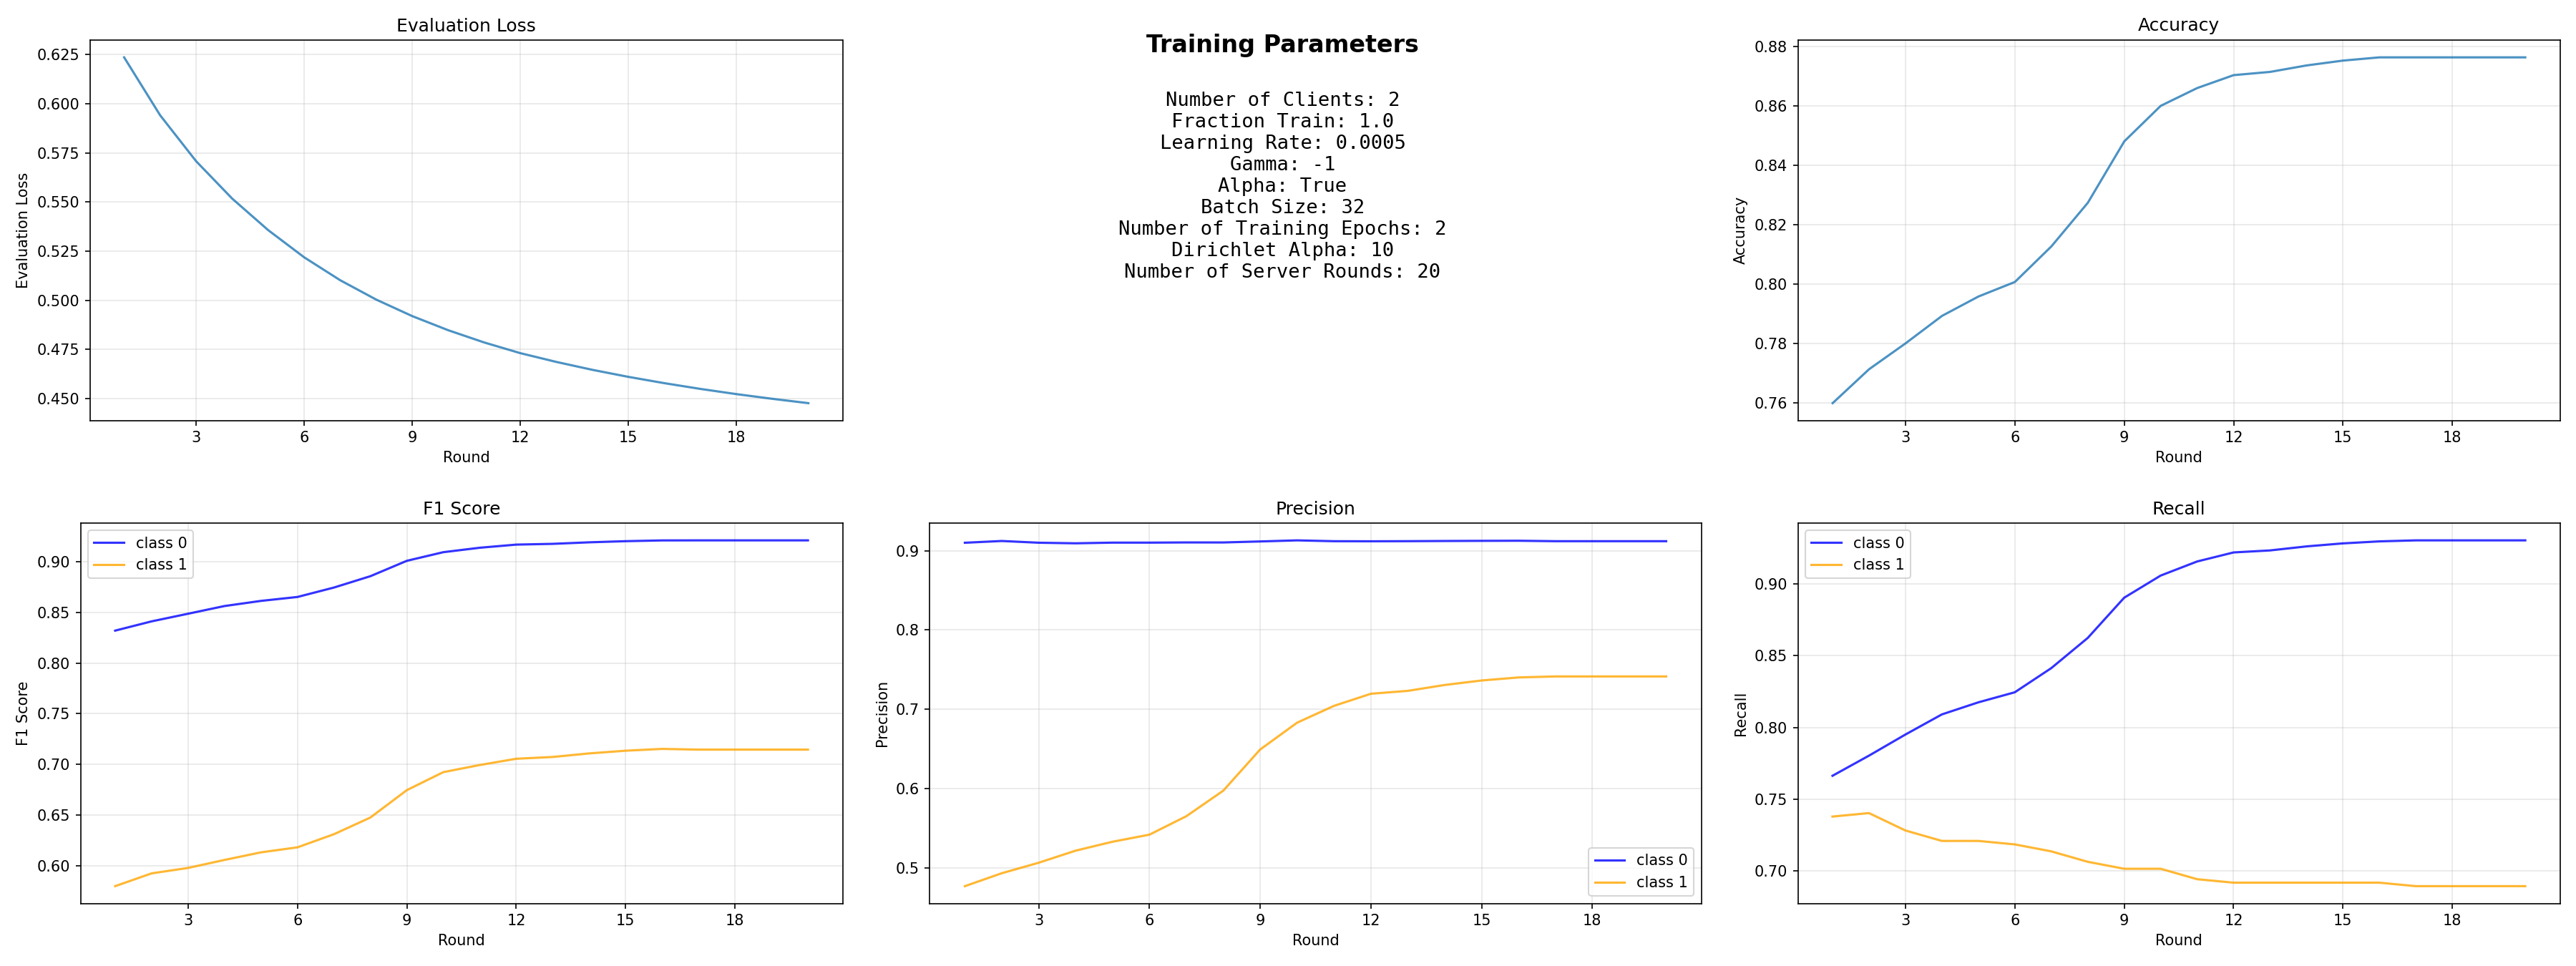 Evaluation Loss
0.625
0.600
0.575
0.550
0.525
0.500
0.475
0.450
Evaluation Loss
3 6 9 12 15 18
Round
Training Parameters
Number of Clients: 2
Fraction Train: 1.0
Learning Rate: 0.0005
Gamma: -1
Alpha: True
Batch Size: 32
Number of Training Epochs: 2
Dirichlet Alpha: 10
Number of Server Rounds: 20
Accuracy
0.88
0.86
0.84
0.82
0.80
0.78
0.76
Accuracy
3 6 9 12 15 18
Round
F1 Score
class 0
class 1
0.90
0.85
0.80
0.75
0.70
0.65
0.60
F1 Score
3 6 9 12 15 18
Round
Precision
0.9
0.8
0.7
0.6
0.5
Precision
class 0
class 1
3 6 9 12 15 18
Round
Recall
class 0
class 1
0.90
0.85
0.80
0.75
0.70
Recall
3 6 9 12 15 18
Round